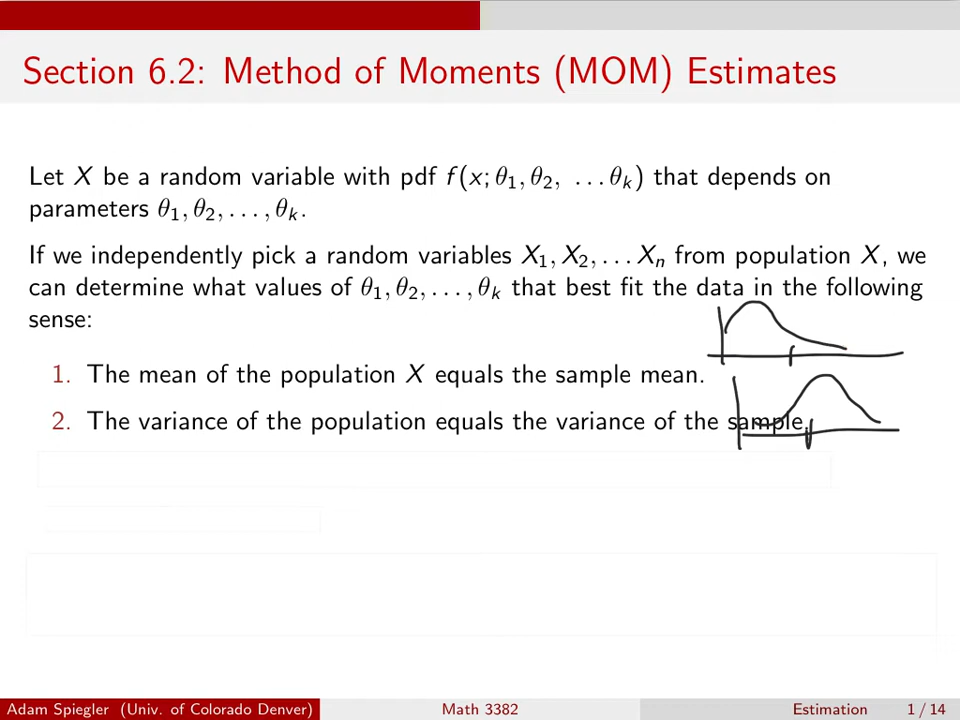 Section 6.2: Method of Moments (MOM) Estimates
Let X be a random variable with pdf f(x; θ₁, θ₂, ... θₖ) that depends on
parameters θ₁, θ₂, ..., θₖ.
If we independently pick a random variables X₁, X₂, ... Xₙ from population X, we
can determine what values of θ₁, θ₂, ..., θₖ that best fit the data in the following
sense:
1. The mean of the population X equals the sample mean.
2. The variance of the population equals the variance of the sample.
Adam Spiegler (Univ. of Colorado Denver) Math 3382 Estimation 1 / 14